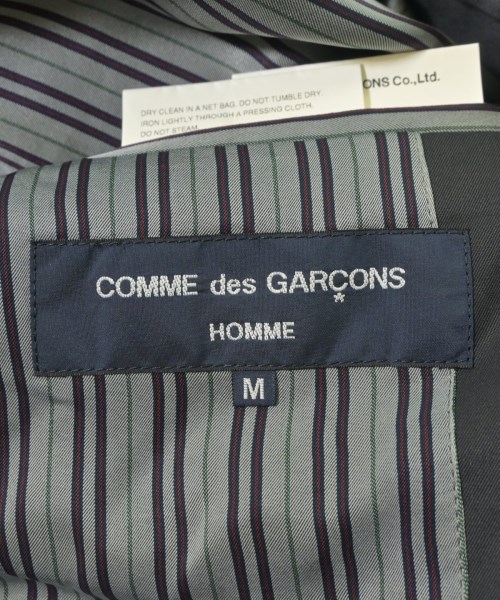 ONS Co.,Ltd.
DRY CLEAN IN A NET BAG. DO NOT TUMBLE DRY.
IRON LIGHTLY THROUGH A PRESSING CLOTH.
DO NOT STEAM.
COMME des GARÇONS
*
HOMME
M